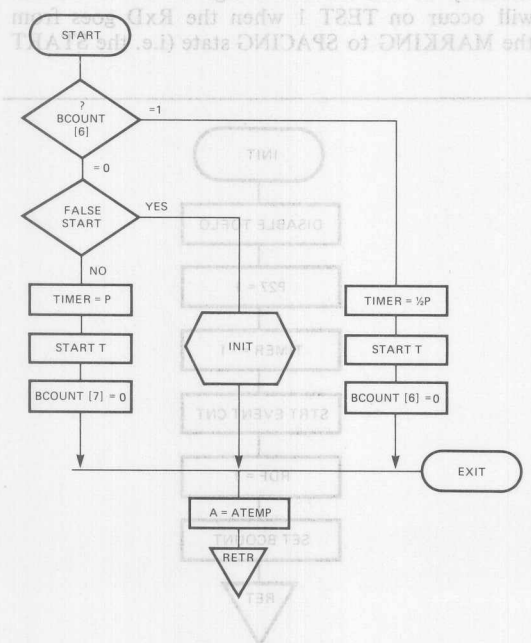 will occur on TEST 1 when the RxD goes from
the MARKING to SPACING state (i.e. the START
START
?
BCOUNT
[6]
=1
= 0
FALSE
START
YES
NO
TIMER = P
START T
BCOUNT [7] = 0
INIT
TIMER = ½P
START T
BCOUNT [6] = 0
EXIT
A = ATEMP
RETR
INIT
DISABLE TOFLO
P27 =
EVENT CNT
SET BCOUNT
RET